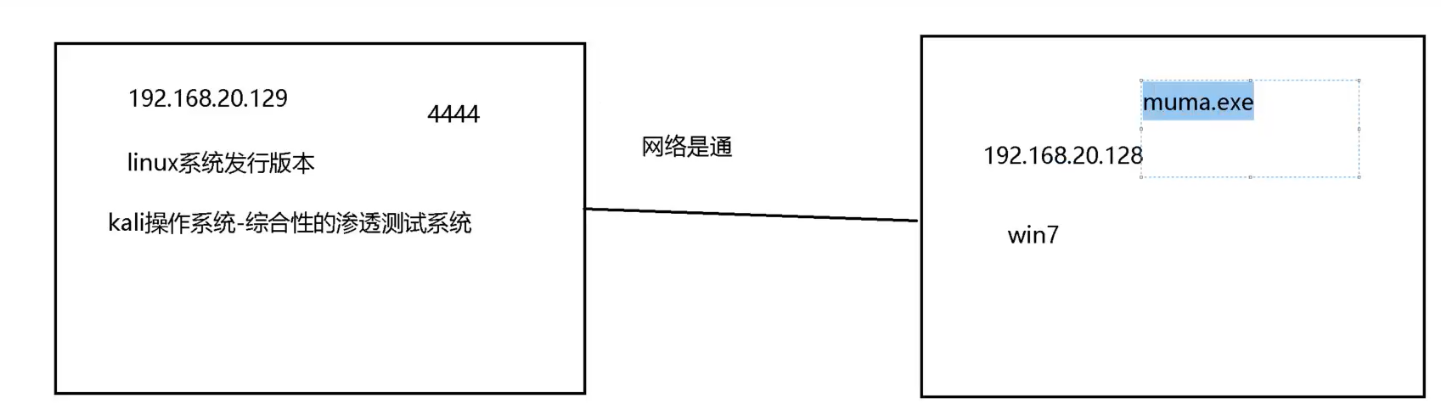 192.168.20.129
4444
linux系统发行版本
kali操作系统-综合性的渗透测试系统
网络是通
muma.exe
192.168.20.128
win7